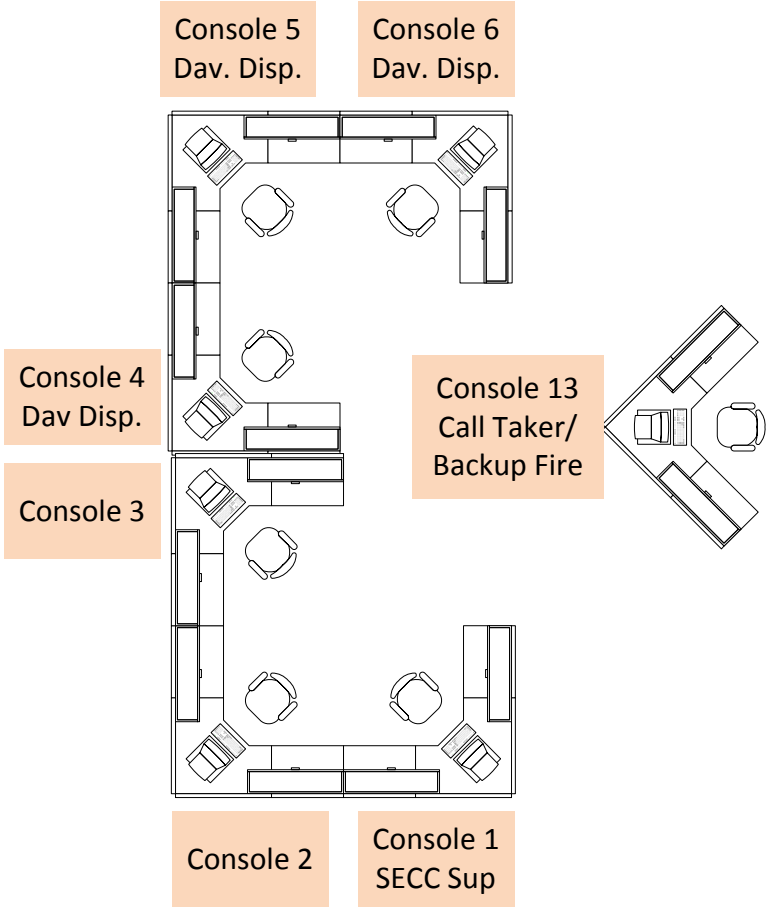 Console 5
Dav. Disp.
Console 6
Dav. Disp.
Console 4
Dav Disp.
Console 13
Call Taker/
Backup Fire
Console 3
Console 2
Console 1
SECC Sup